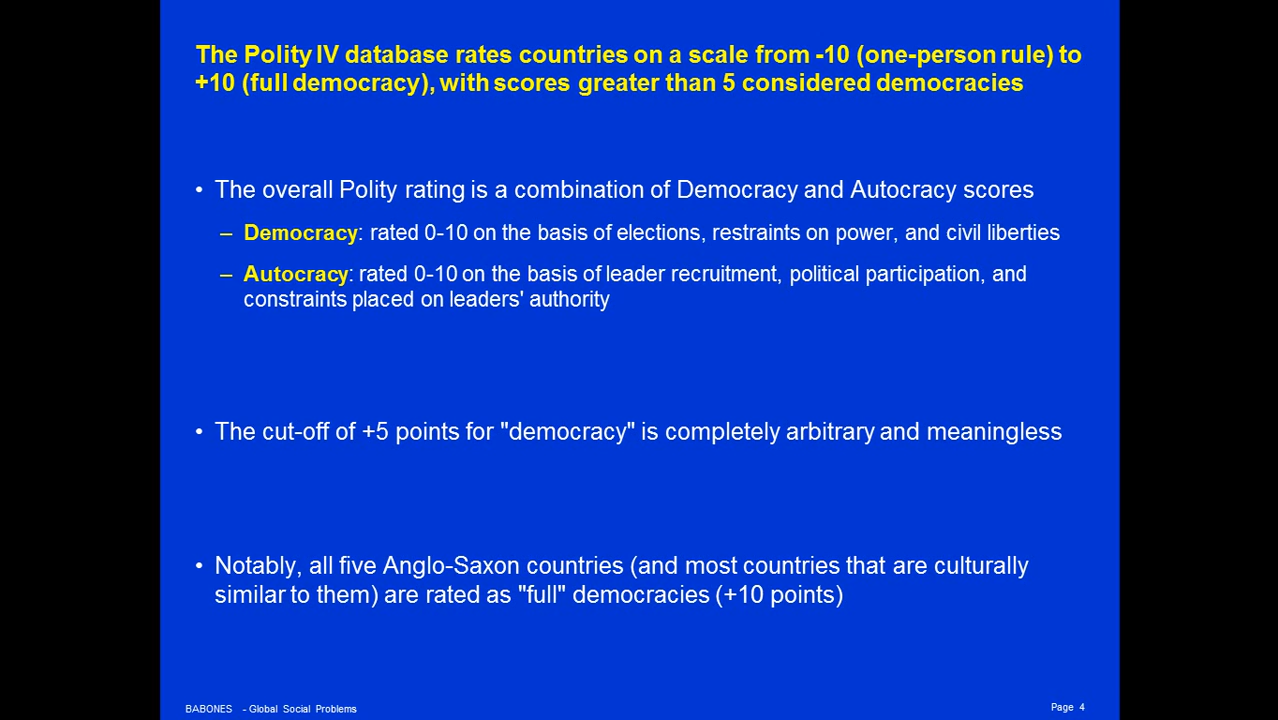 The Polity IV database rates countries on a scale from -10 (one-person rule) to
+10 (full democracy), with scores greater than 5 considered democracies
• The overall Polity rating is a combination of Democracy and Autocracy scores
– Democracy: rated 0-10 on the basis of elections, restraints on power, and civil liberties
– Autocracy: rated 0-10 on the basis of leader recruitment, political participation, and
constraints placed on leaders' authority
• The cut-off of +5 points for "democracy" is completely arbitrary and meaningless
• Notably, all five Anglo-Saxon countries (and most countries that are culturally
similar to them) are rated as "full" democracies (+10 points)
BABONES - Global Social Problems
Page 4